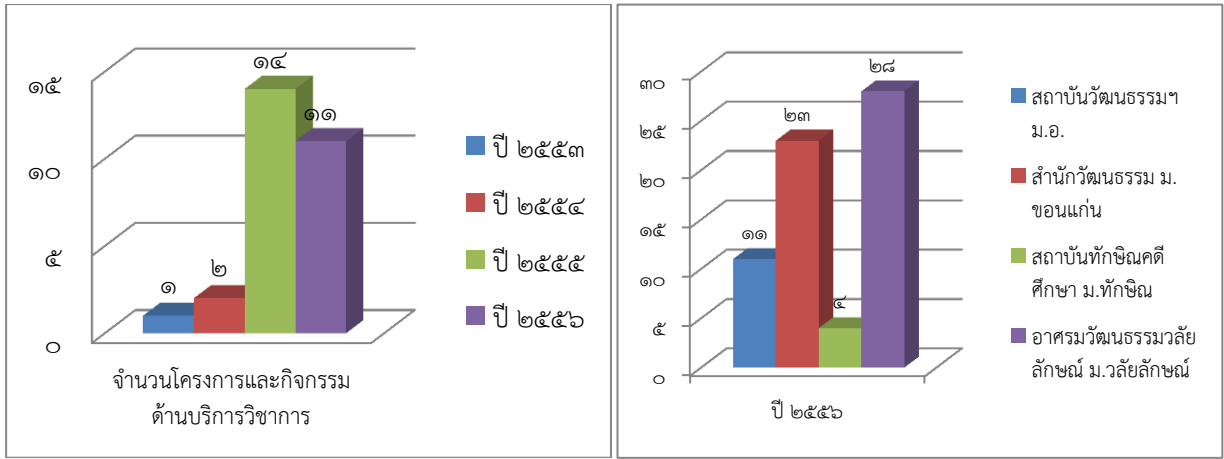 ๑๕
๑๐
๕
๐
๑
๒
๑๔
๑๑
จำนวนโครงการและกิจกรรม
ด้านบริการวิชาการ
ปี ๒๕๕๓
ปี ๒๕๕๔
ปี ๒๕๕๕
ปี ๒๕๕๖
๓๐
๒๕
๒๐
๑๕
๑๐
๕
๐
๑๑
๒๓
๔
๒๘
ปี ๒๕๕๖
สถาบันวัฒนธรรมฯ
ม.อ.
สำนักวัฒนธรรม ม.
ขอนแก่น
สถาบันทักษิณคดี
ศึกษา ม.ทักษิณ
อาศรมวัฒนธรรมวลัย
ลักษณ์ ม.วลัยลักษณ์